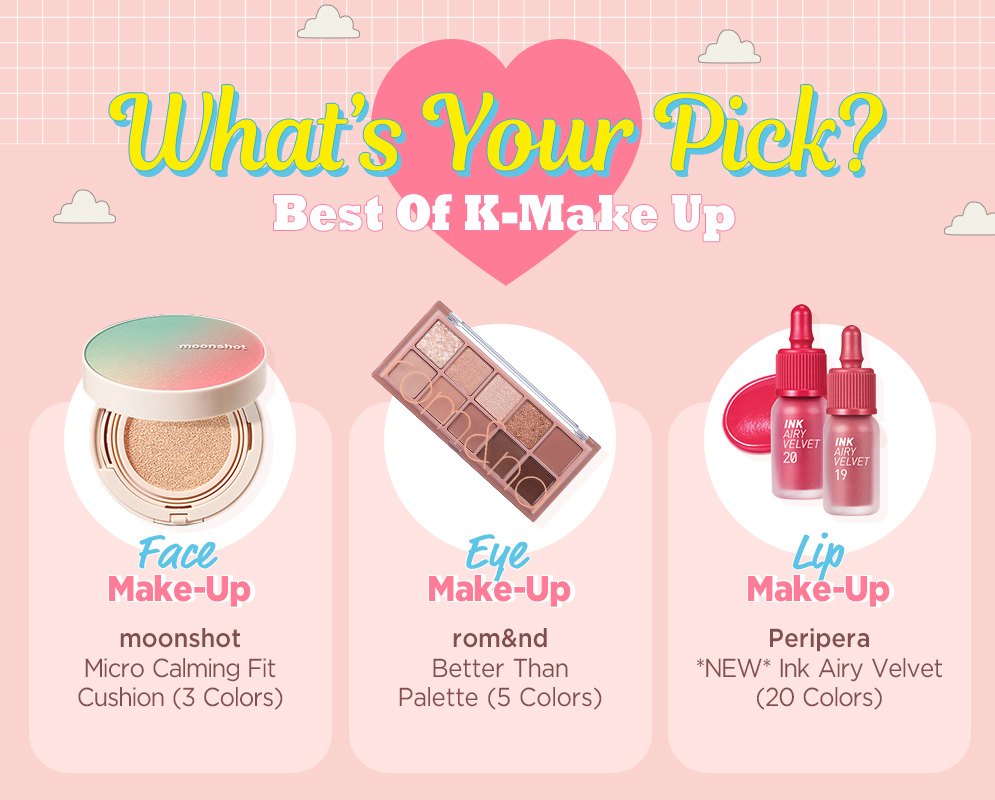 What's Your Pick?
Best Of K-Make Up
moonshot
rom&nd
INK
AIRY
VELVET
20
INK
AIRY
VELVET
19
Face
Make-Up
moonshot
Micro Calming Fit
Cushion (3 Colors)
Eye
Make-Up
rom&nd
Better Than
Palette (5 Colors)
Lip
Make-Up
Peripera
*NEW* Ink Airy Velvet
(20 Colors)